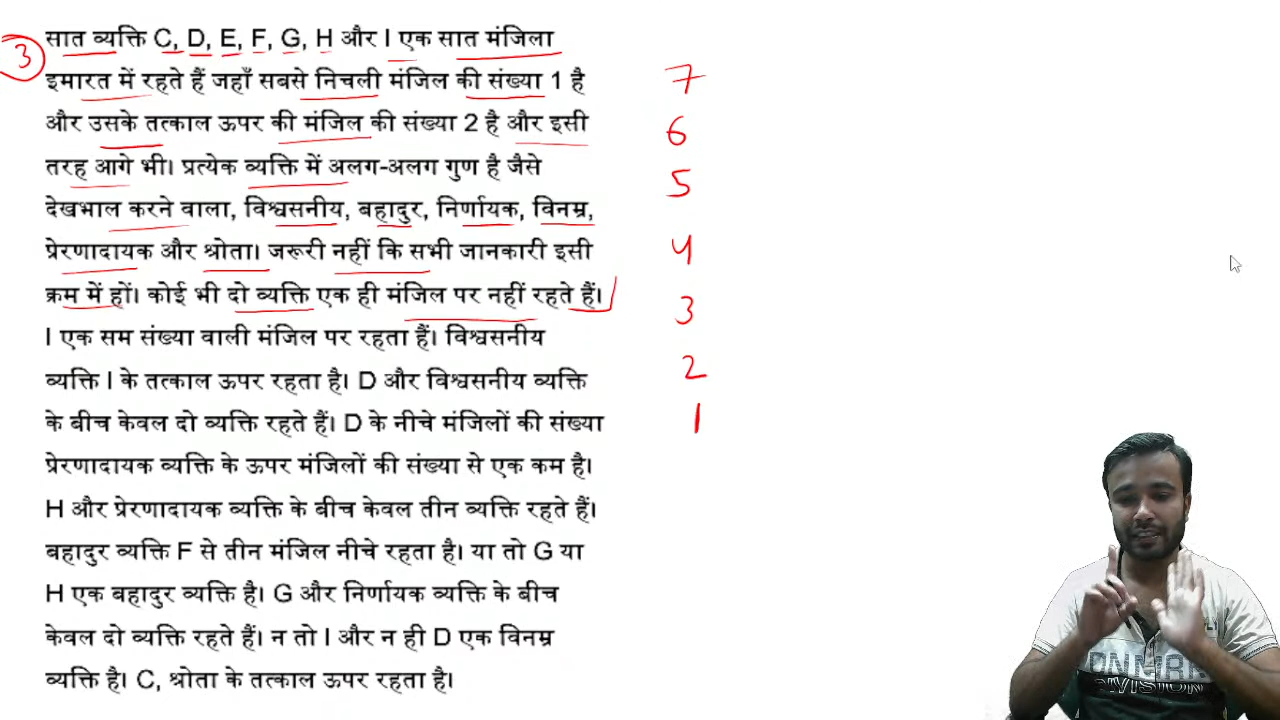 3
सात व्यक्ति C, D, E, F, G, H और I एक सात मंजिला
इमारत में रहते हैं जहाँ सबसे निचली मंजिल की संख्या 1 है
और उसके तत्काल ऊपर की मंजिल की संख्या 2 है और इसी
तरह आगे भी। प्रत्येक व्यक्ति में अलग-अलग गुण है जैसे
देखभाल करने वाला, विश्वसनीय, बहादुर, निर्णायक, विनम्र,
प्रेरणादायक और श्रोता। जरूरी नहीं कि सभी जानकारी इसी
क्रम में हों। कोई भी दो व्यक्ति एक ही मंजिल पर नहीं रहते हैं।
I एक सम संख्या वाली मंजिल पर रहता हैं। विश्वसनीय
व्यक्ति I के तत्काल ऊपर रहता है। D और विश्वसनीय व्यक्ति
के बीच केवल दो व्यक्ति रहते हैं। D के नीचे मंजिलों की संख्या
प्रेरणादायक व्यक्ति के ऊपर मंजिलों की संख्या से एक कम है।
H और प्रेरणादायक व्यक्ति के बीच केवल तीन व्यक्ति रहते हैं।
बहादुर व्यक्ति F से तीन मंजिल नीचे रहता है। या तो G या
H एक बहादुर व्यक्ति है। G और निर्णायक व्यक्ति के बीच
केवल दो व्यक्ति रहते हैं। न तो I और न ही D एक विनम्र
व्यक्ति है। C, श्रोता के तत्काल ऊपर रहता है।
7
6
5
4
3
2
1